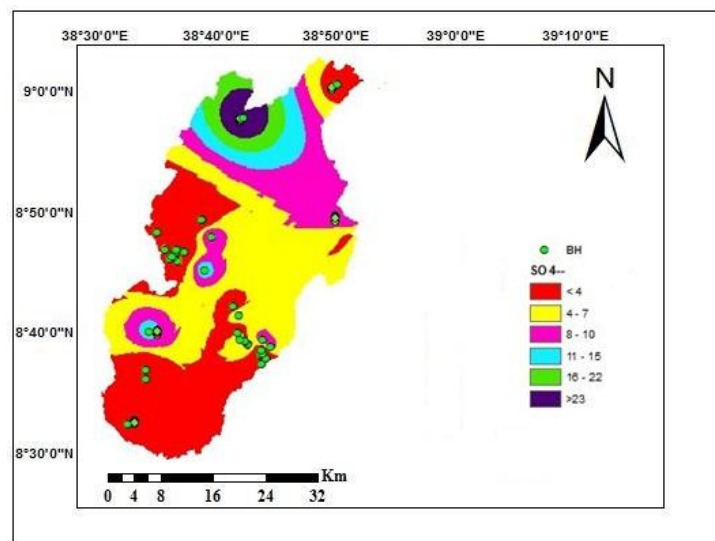 38°30'0"E 38°40'0"E 38°50'0"E 39°0'0"E 39°10'0"E
N
9°0'0"N
8°50'0"N
8°40'0"N
8°30'0"N
BH
SO 4--
< 4
4 - 7
8 - 10
11 - 15
16 - 22
>23
Km
0 4 8 16 24 32